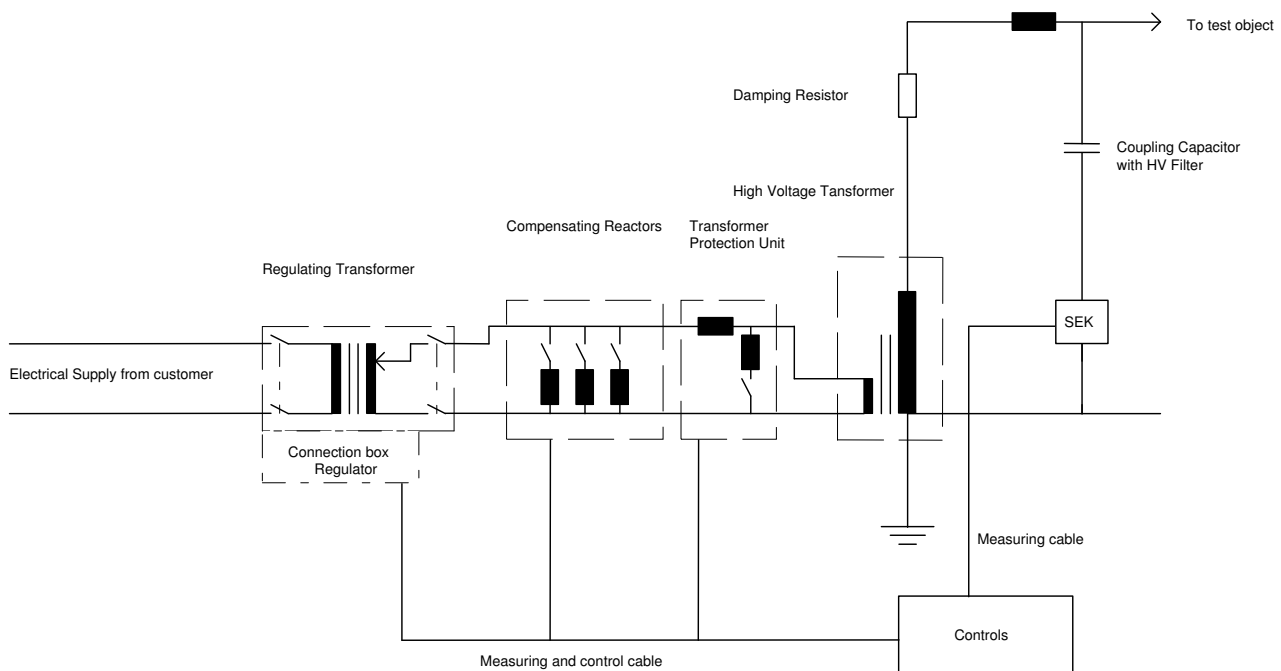 To test object
Damping Resistor
Coupling Capacitor
with HV Filter
High Voltage Tansformer
Compensating Reactors
Transformer
Protection Unit
Regulating Transformer
SEK
Electrical Supply from customer
Connection box
Regulator
Measuring cable
Controls
Measuring and control cable